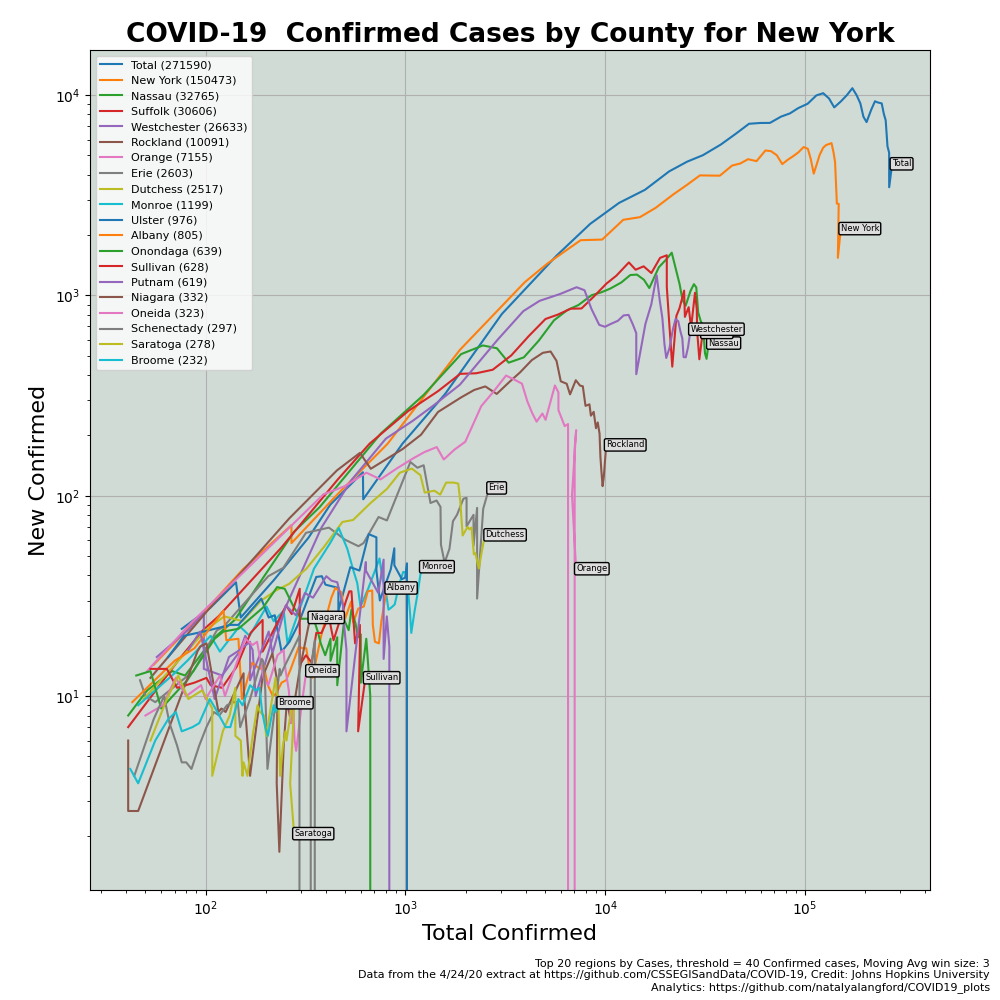 COVID-19  Confirmed Cases by County for New York
Total (271590)
New York (150473)
Nassau (32765)
Suffolk (30606)
Westchester (26633)
Rockland (10091)
Orange (7155)
Erie (2603)
Dutchess (2517)
Monroe (1199)
Ulster (976)
Albany (805)
Onondaga (639)
Sullivan (628)
Putnam (619)
Niagara (332)
Oneida (323)
Schenectady (297)
Saratoga (278)
Broome (232)
10⁴
10³
10²
10¹
New Confirmed
Total
New York
Westchester
Nassau
Rockland
Erie
Dutchess
Monroe
Orange
Albany
Niagara
Oneida
Sullivan
Broome
Saratoga
10² 10³ 10⁴ 10⁵
Total Confirmed
Top 20 regions by Cases, threshold = 40 Confirmed cases, Moving Avg win size: 3
Data from the 4/24/20 extract at https://github.com/CSSEGISandData/COVID-19, Credit: Johns Hopkins University
Analytics: https://github.com/natalyalangford/COVID19_plots